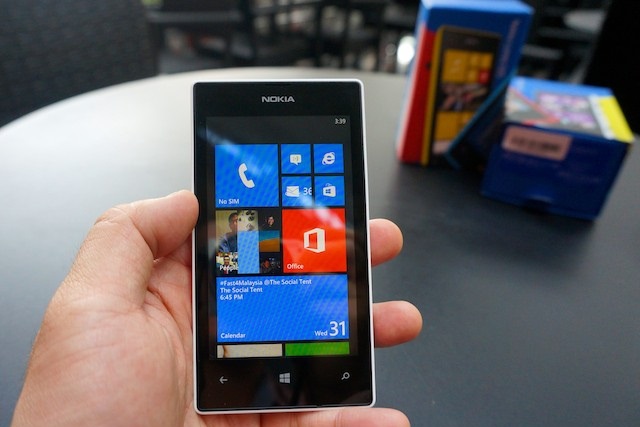 NOKIA
3:39
No SIM
36
People
Office
#Fast4Malaysia @The Social Tent
The Social Tent
6:45 PM
Calendar
Wed 31